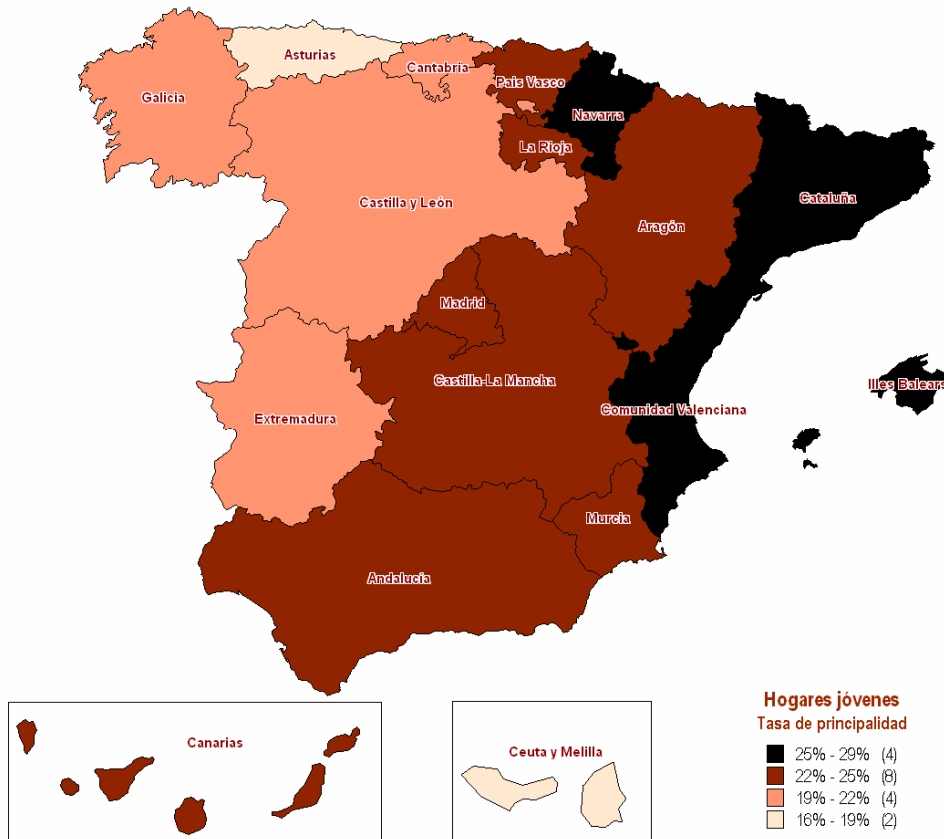 Asturias
Cantabria
Galicia
Pais Vasco
Navarra
La Rioja
Castilla y León
Cataluña
Aragón
Madrid
Castilla-La Mancha
Illes Balears
Comunidad Valenciana
Extremadura
Murcia
Andalucía
Canarias
Ceuta y Melilla
Hogares jóvenes
Tasa de principalidad
25% - 29% (4)
22% - 25% (8)
19% - 22% (4)
16% - 19% (2)